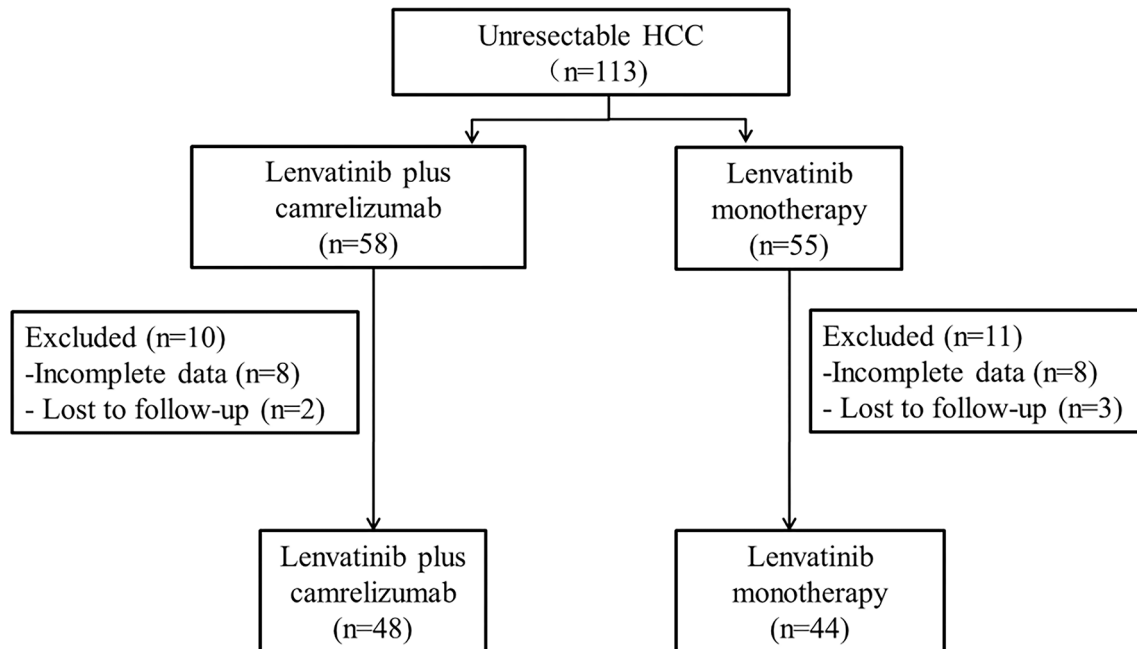 Unresectable HCC
（n=113)
Lenvatinib plus
camrelizumab
(n=58)
Lenvatinib
monotherapy
(n=55)
Excluded (n=10)
-Incomplete data (n=8)
- Lost to follow-up (n=2)
Excluded (n=11)
-Incomplete data (n=8)
- Lost to follow-up (n=3)
Lenvatinib plus
camrelizumab
(n=48)
Lenvatinib
monotherapy
(n=44)